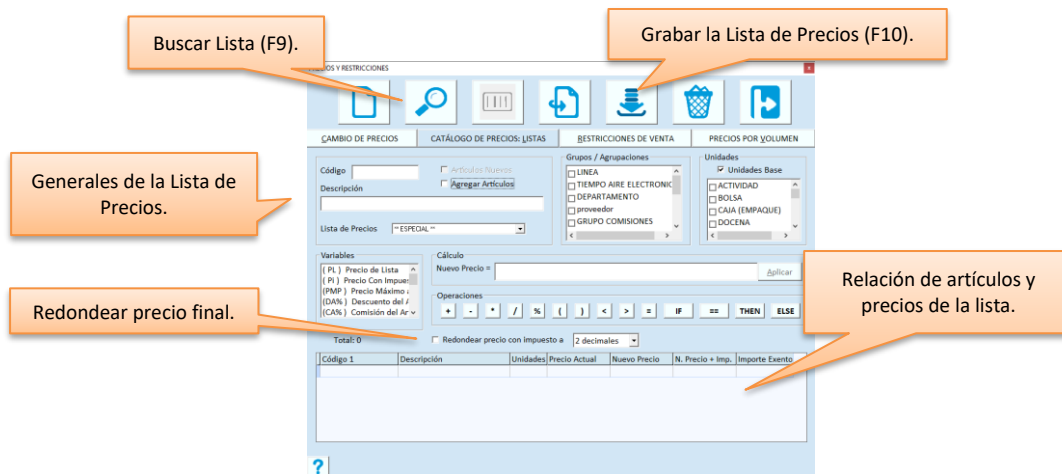 Buscar Lista (F9).
Grabar la Lista de Precios (F10).
OS Y RESTRICCIONES
CAMBIO DE PRECIOS
CATÁLOGO DE PRECIOS: LISTAS
RESTRICCIONES DE VENTA
PRECIOS POR VOLUMEN
Generales de la Lista de
Precios.
Código
Artículos Nuevos
Agregar Artículos
Descripción
Lista de Precios
** ESPECIAL **
Grupos / Agrupaciones
LINEA
TIEMPO AIRE ELECTRONIC
DEPARTAMENTO
proveedor
GRUPO COMISIONES
Unidades
Unidades Base
ACTIVIDAD
BOLSA
CAJA (EMPAQUE)
DOCENA
Variables
( PL ) Precio de Lista
( PI ) Precio Con Impues
(PMP ) Precio Máximo
(DA%) Descuento del A
(CA%) Comisión del Ar
Cálculo
Nuevo Precio =
Aplicar
Operaciones
+ - * / % ( ) < > = IF == THEN ELSE
Relación de artículos y
precios de la lista.
Redondear precio final.
Total: 0
Redondear precio con impuesto a
2 decimales
Código 1 Descripción Unidades Precio Actual Nuevo Precio N. Precio + Imp. Importe Exento
?